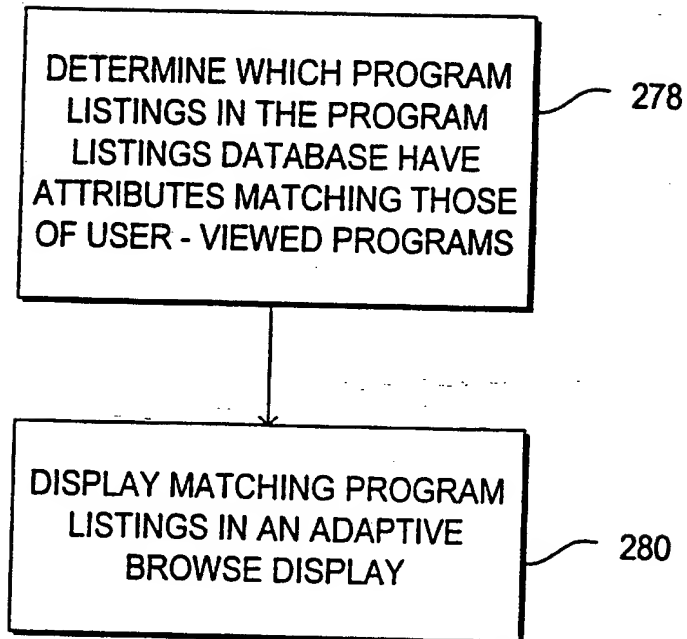 DETERMINE WHICH PROGRAM
LISTINGS IN THE PROGRAM
LISTINGS DATABASE HAVE
ATTRIBUTES MATCHING THOSE
OF USER - VIEWED PROGRAMS
278
DISPLAY MATCHING PROGRAM
LISTINGS IN AN ADAPTIVE
BROWSE DISPLAY
280